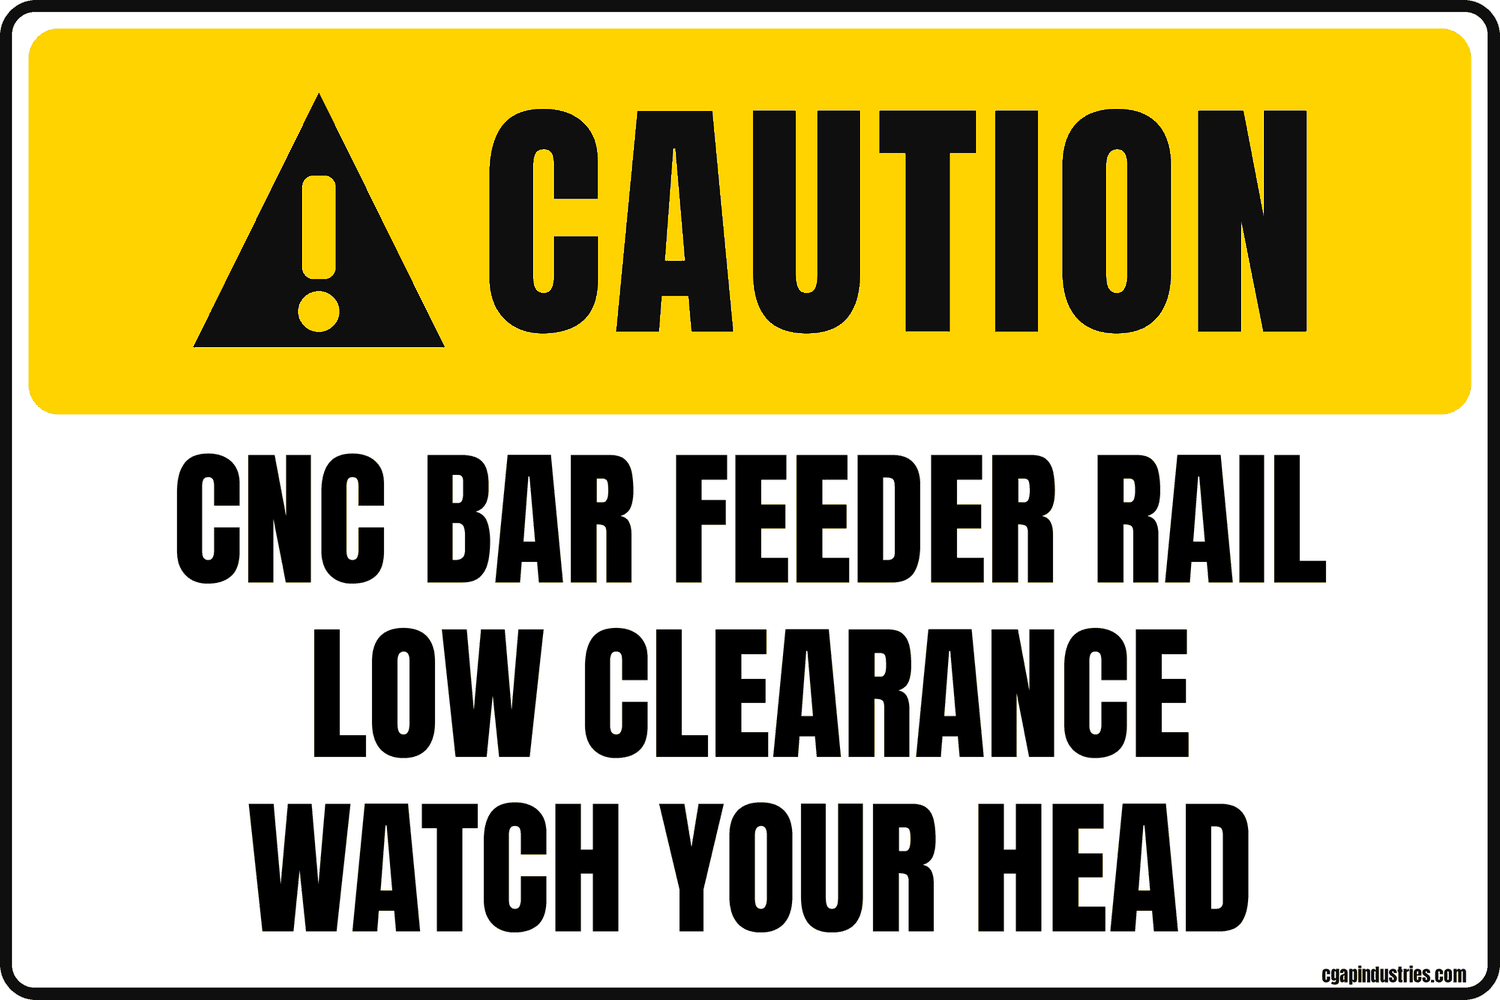 CAUTION
CNC BAR FEEDER RAIL
LOW CLEARANCE
WATCH YOUR HEAD
cgapindustries.com